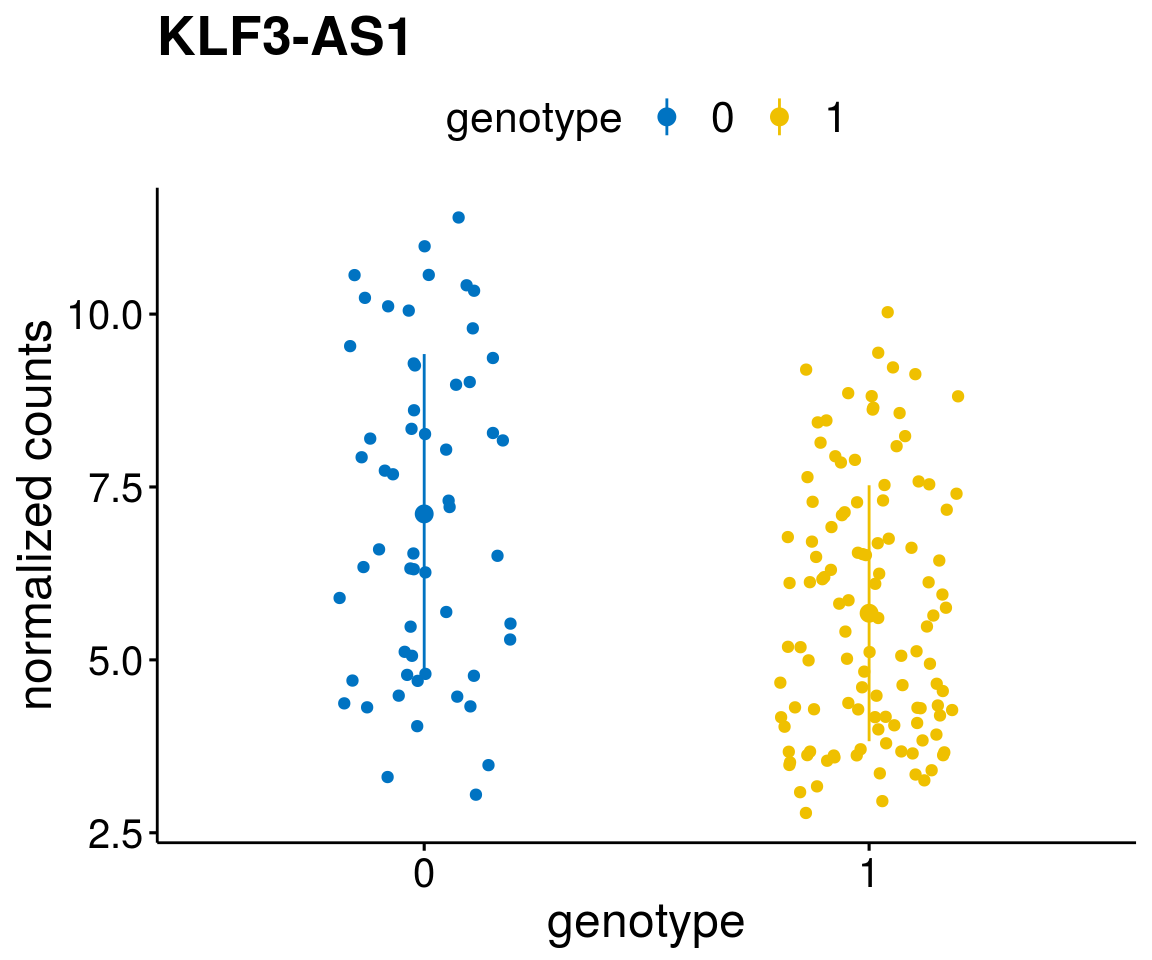 KLF3-AS1
genotype 0 1
normalized counts
10.0
7.5
5.0
2.5
0 1
genotype